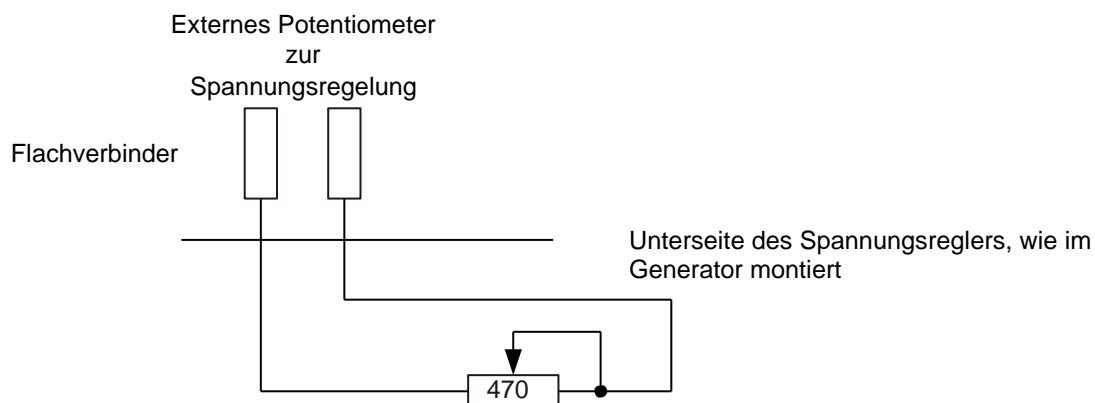 Externes Potentiometer
zur
Spannungsregelung
Flachverbinder
Unterseite des Spannungsreglers, wie im
Generator montiert
470